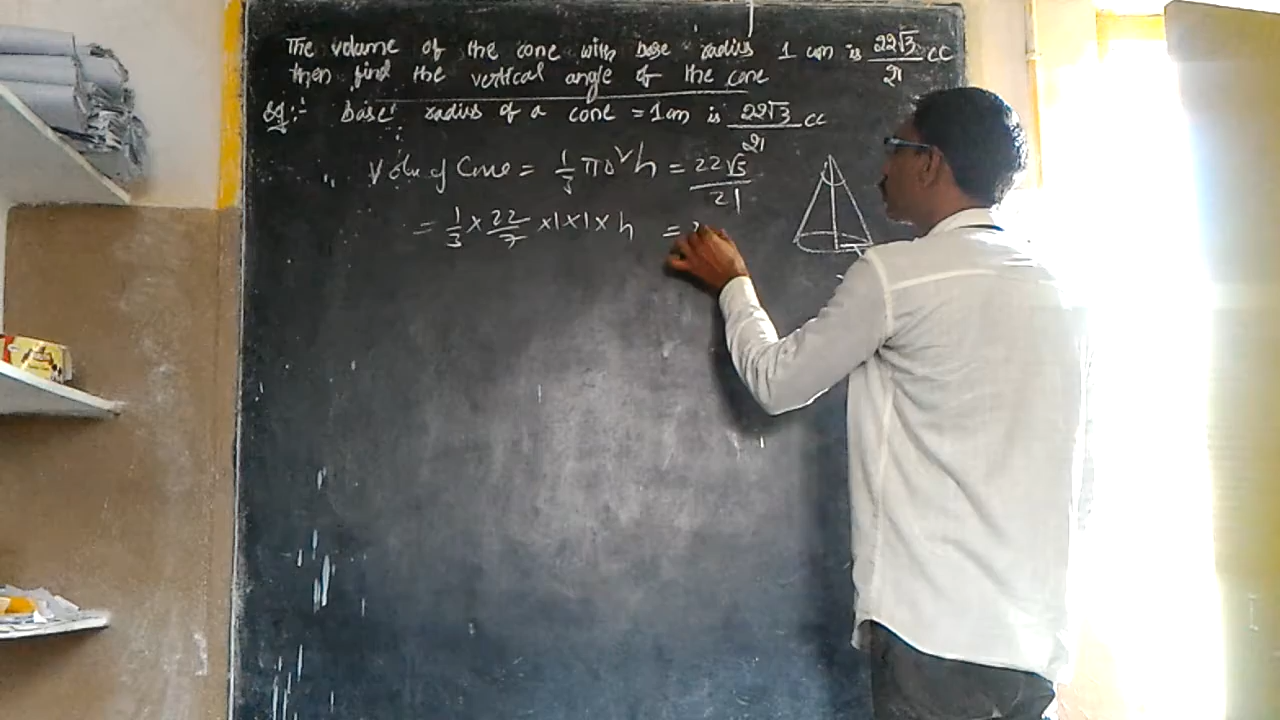 The volume of the cone with base radius 1 cm is 22√3/21 cc
then find the vertical angle of the cone
base radius of a cone = 1cm is 22√3/21 cc
Volu of Cone = 1/3 πr²h = 22√3/21
= 1/3 × 22/7 × 1 × 1 × h =